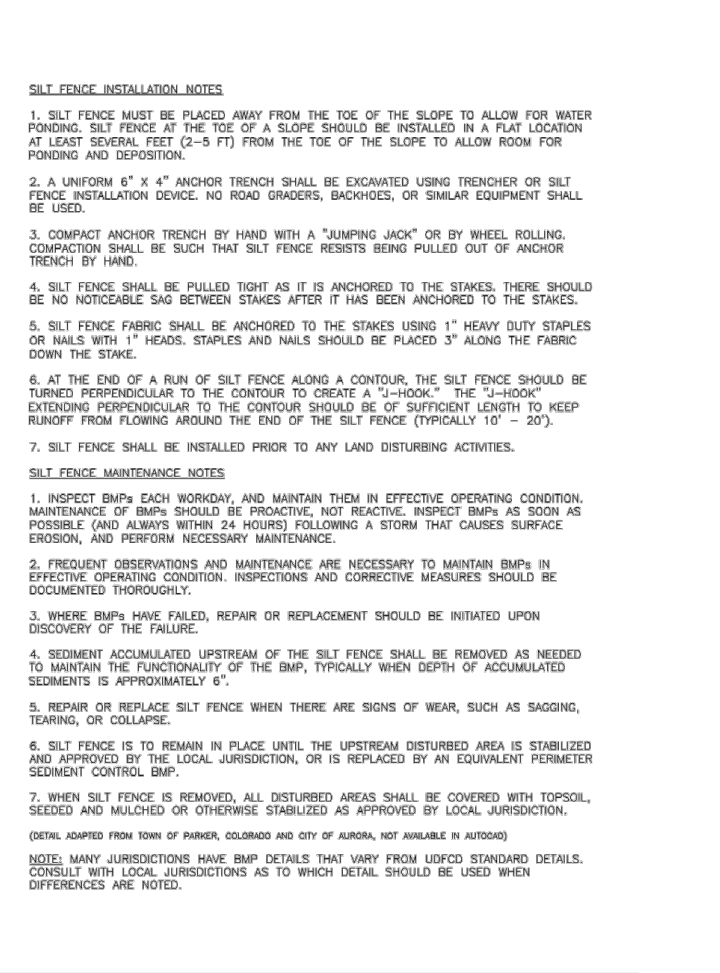 SILT FENCE INSTALLATION NOTES
1. SILT FENCE MUST BE PLACED AWAY FROM THE TOE OF THE SLOPE TO ALLOW FOR WATER
PONDING. SILT FENCE AT THE TOE OF A SLOPE SHOULD BE INSTALLED IN A FLAT LOCATION
AT LEAST SEVERAL FEET (2–5 FT) FROM THE TOE OF THE SLOPE TO ALLOW ROOM FOR
PONDING AND DEPOSITION.
2. A UNIFORM 6" X 4" ANCHOR TRENCH SHALL BE EXCAVATED USING TRENCHER OR SILT
FENCE INSTALLATION DEVICE. NO ROAD GRADERS, BACKHOES, OR SIMILAR EQUIPMENT SHALL
BE USED.
3. COMPACT ANCHOR TRENCH BY HAND WITH A "JUMPING JACK" OR BY WHEEL ROLLING.
COMPACTION SHALL BE SUCH THAT SILT FENCE RESISTS BEING PULLED OUT OF ANCHOR
TRENCH BY HAND.
4. SILT FENCE SHALL BE PULLED TIGHT AS IT IS ANCHORED TO THE STAKES. THERE SHOULD
BE NO NOTICEABLE SAG BETWEEN STAKES AFTER IT HAS BEEN ANCHORED TO THE STAKES.
5. SILT FENCE FABRIC SHALL BE ANCHORED TO THE STAKES USING 1" HEAVY DUTY STAPLES
OR NAILS WITH 1" HEADS. STAPLES AND NAILS SHOULD BE PLACED 3" ALONG THE FABRIC
DOWN THE STAKE.
6. AT THE END OF A RUN OF SILT FENCE ALONG A CONTOUR, THE SILT FENCE SHOULD BE
TURNED PERPENDICULAR TO THE CONTOUR TO CREATE A "J–HOOK." THE "J–HOOK"
EXTENDING PERPENDICULAR TO THE CONTOUR SHOULD BE OF SUFFICIENT LENGTH TO KEEP
RUNOFF FROM FLOWING AROUND THE END OF THE SILT FENCE (TYPICALLY 10' – 20').
7. SILT FENCE SHALL BE INSTALLED PRIOR TO ANY LAND DISTURBING ACTIVITIES.
SILT FENCE MAINTENANCE NOTES
1. INSPECT BMPs EACH WORKDAY, AND MAINTAIN THEM IN EFFECTIVE OPERATING CONDITION.
MAINTENANCE OF BMPs SHOULD BE PROACTIVE, NOT REACTIVE. INSPECT BMPs AS SOON AS
POSSIBLE (AND ALWAYS WITHIN 24 HOURS) FOLLOWING A STORM THAT CAUSES SURFACE
EROSION, AND PERFORM NECESSARY MAINTENANCE.
2. FREQUENT OBSERVATIONS AND MAINTENANCE ARE NECESSARY TO MAINTAIN BMPs IN
EFFECTIVE OPERATING CONDITION. INSPECTIONS AND CORRECTIVE MEASURES SHOULD BE
DOCUMENTED THOROUGHLY.
3. WHERE BMPs HAVE FAILED, REPAIR OR REPLACEMENT SHOULD BE INITIATED UPON
DISCOVERY OF THE FAILURE.
4. SEDIMENT ACCUMULATED UPSTREAM OF THE SILT FENCE SHALL BE REMOVED AS NEEDED
TO MAINTAIN THE FUNCTIONALITY OF THE BMP, TYPICALLY WHEN DEPTH OF ACCUMULATED
SEDIMENTS IS APPROXIMATELY 6".
5. REPAIR OR REPLACE SILT FENCE WHEN THERE ARE SIGNS OF WEAR, SUCH AS SAGGING,
TEARING, OR COLLAPSE.
6. SILT FENCE IS TO REMAIN IN PLACE UNTIL THE UPSTREAM DISTURBED AREA IS STABILIZED
AND APPROVED BY THE LOCAL JURISDICTION, OR IS REPLACED BY AN EQUIVALENT PERIMETER
SEDIMENT CONTROL BMP.
7. WHEN SILT FENCE IS REMOVED, ALL DISTURBED AREAS SHALL BE COVERED WITH TOPSOIL,
SEEDED AND MULCHED OR OTHERWISE STABILIZED AS APPROVED BY LOCAL JURISDICTION.
(DETAIL ADAPTED FROM TOWN OF PARKER, COLORADO AND CITY OF AURORA, NOT AVAILABLE IN AUTOCAD)
NOTE: MANY JURISDICTIONS HAVE BMP DETAILS THAT VARY FROM UDFCD STANDARD DETAILS.
CONSULT WITH LOCAL JURISDICTIONS AS TO WHICH DETAIL SHOULD BE USED WHEN
DIFFERENCES ARE NOTED.